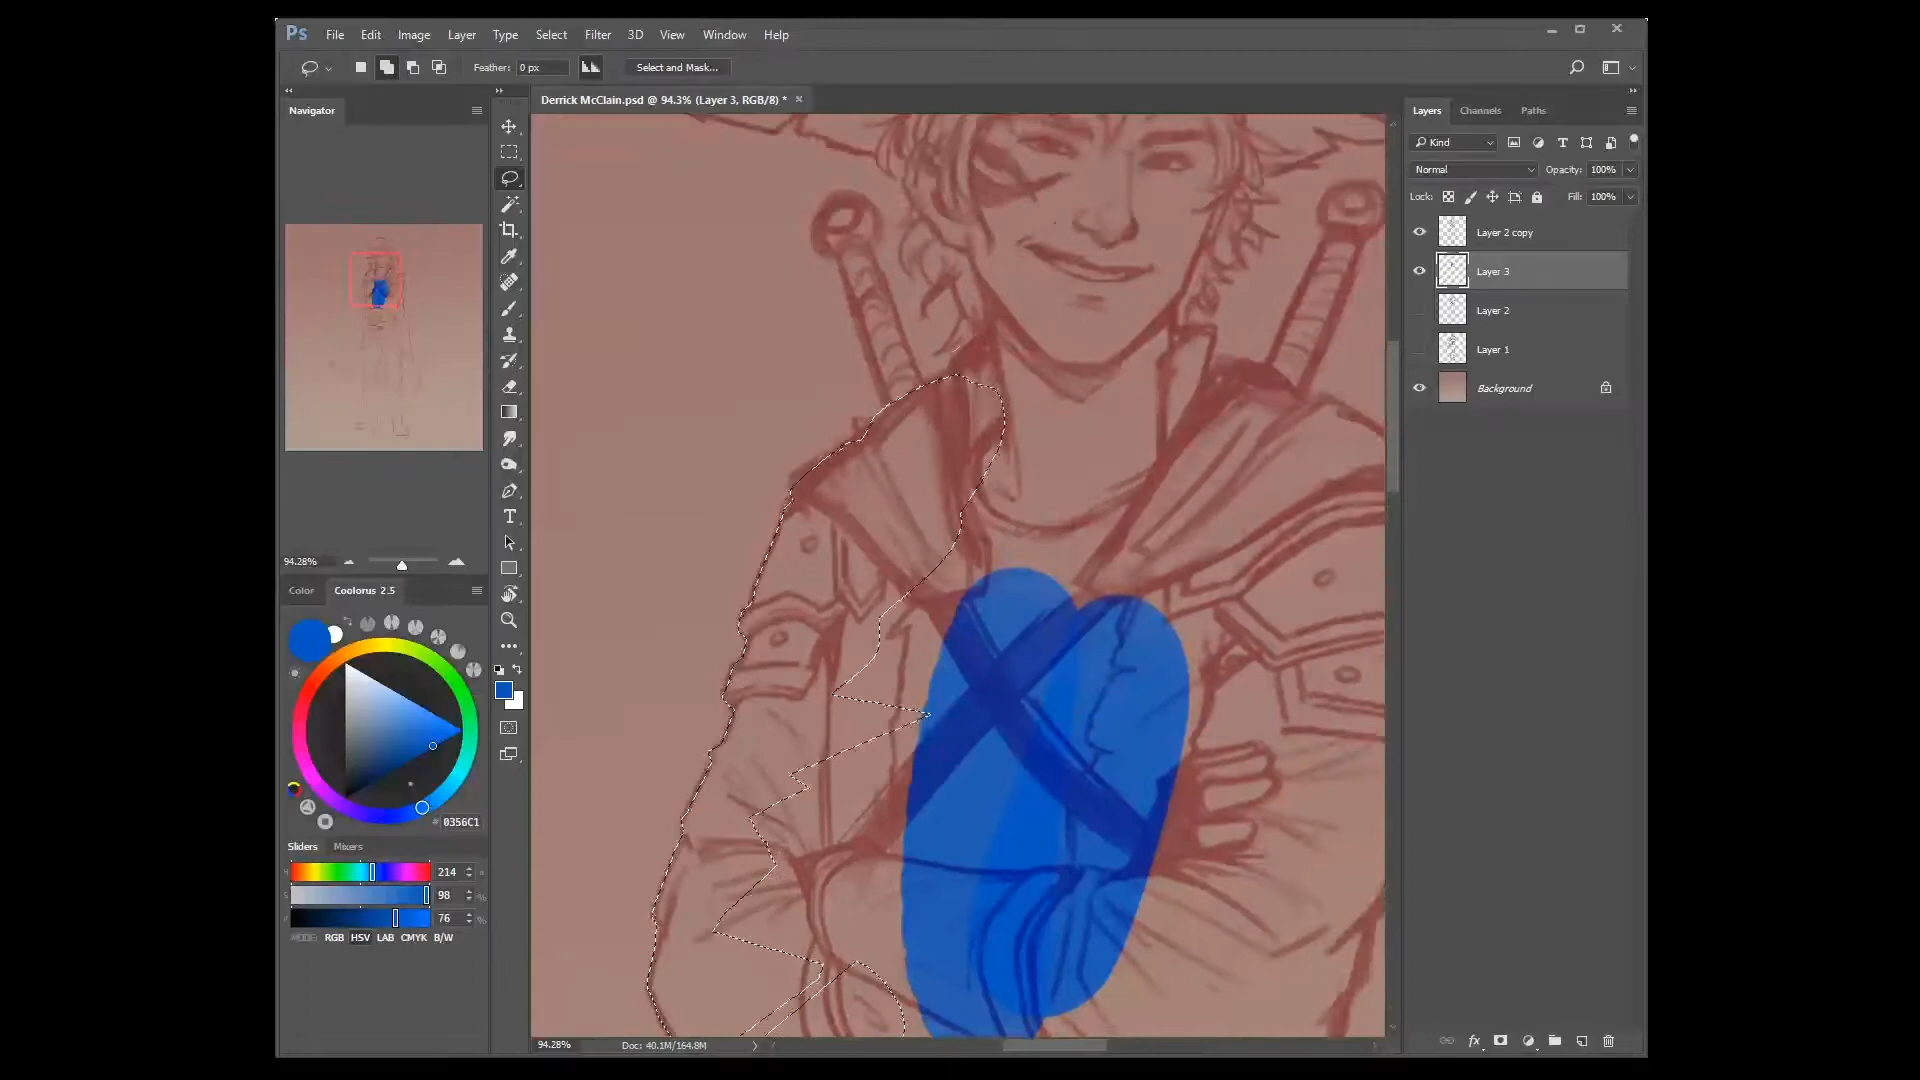 Ps File Edit Image Layer Type Select Filter 3D View Window Help
Feather: 0 px Select and Mask...
Navigator
Derrick McClain.psd @ 94.3% (Layer 3, RGB/8) * ×
Layers Channels Paths
Kind
Normal Opacity: 100%
Lock: Fill: 100%
Layer 2 copy
Layer 3
Layer 2
Layer 1
Background
94.28%
Color Coolorus 2.5
# 0356C1
Sliders Mixers
H 214
S 98 %
V 76 %
MODE: RGB HSV LAB CMYK B/W
94.28% Doc: 40.1M/164.8M
fx